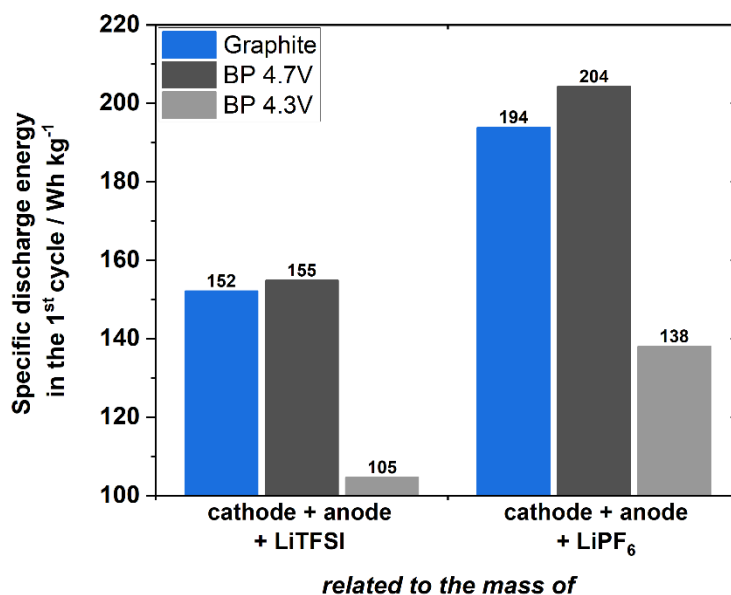 Specific discharge energy
in the 1st cycle / Wh kg-1
220
200
180
160
140
120
100
Graphite
BP 4.7V
BP 4.3V
152
155
105
194
204
138
cathode + anode
+ LiTFSI
cathode + anode
+ LiPF6
related to the mass of